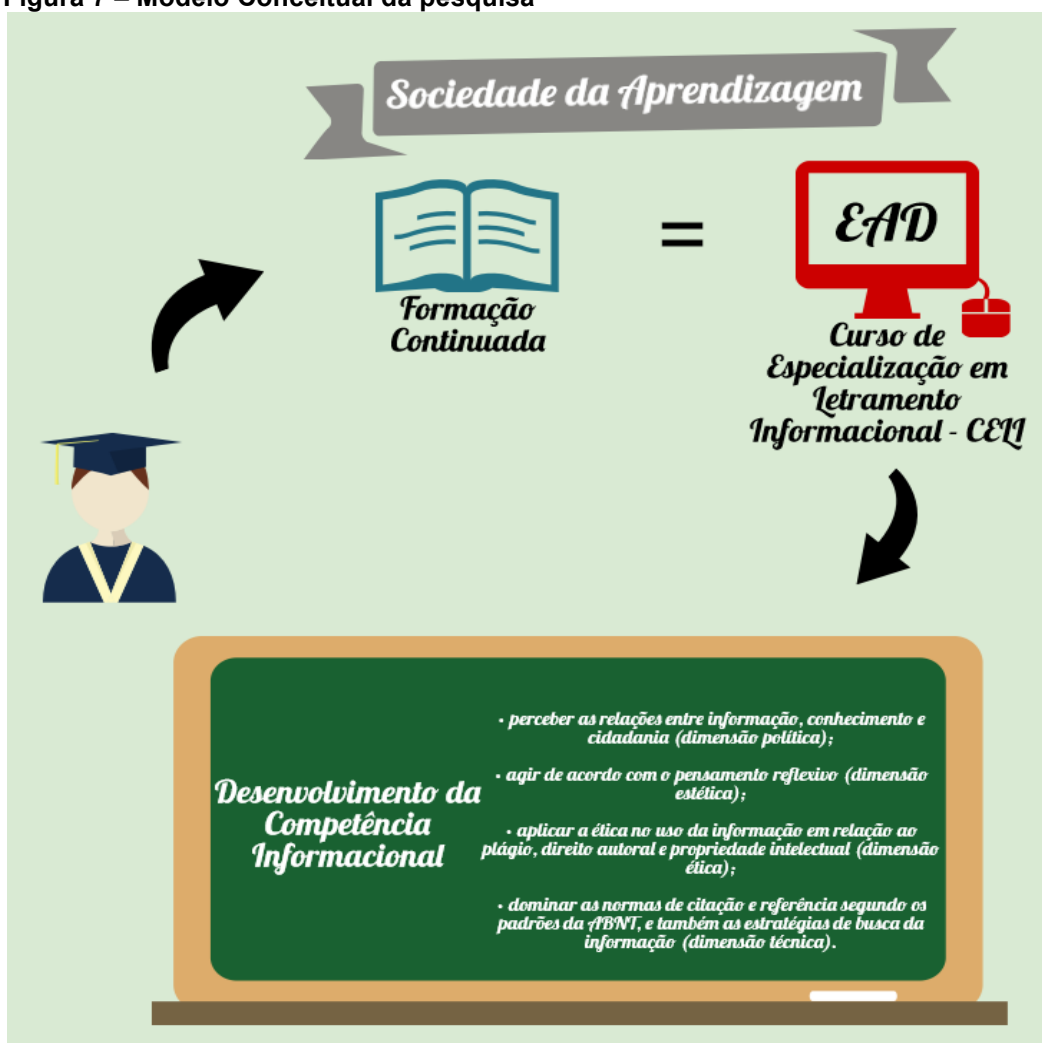 Figura 7 – Modelo Conceitual da pesquisa
Sociedade da Aprendizagem
Formação
Continuada
=
EAD
Curso de
Especialização em
Letramento
Informacional - CELI
Desenvolvimento da
Competência
Informacional
• perceber as relações entre informação, conhecimento e
cidadania (dimensão política);
• agir de acordo com o pensamento reflexivo (dimensão
estética);
• aplicar a ética no uso da informação em relação ao
plágio, direito autoral e propriedade intelectual (dimensão
ética);
• dominar as normas de citação e referência segundo os
padrões da ABNT, e também as estratégias de busca da
informação (dimensão técnica).